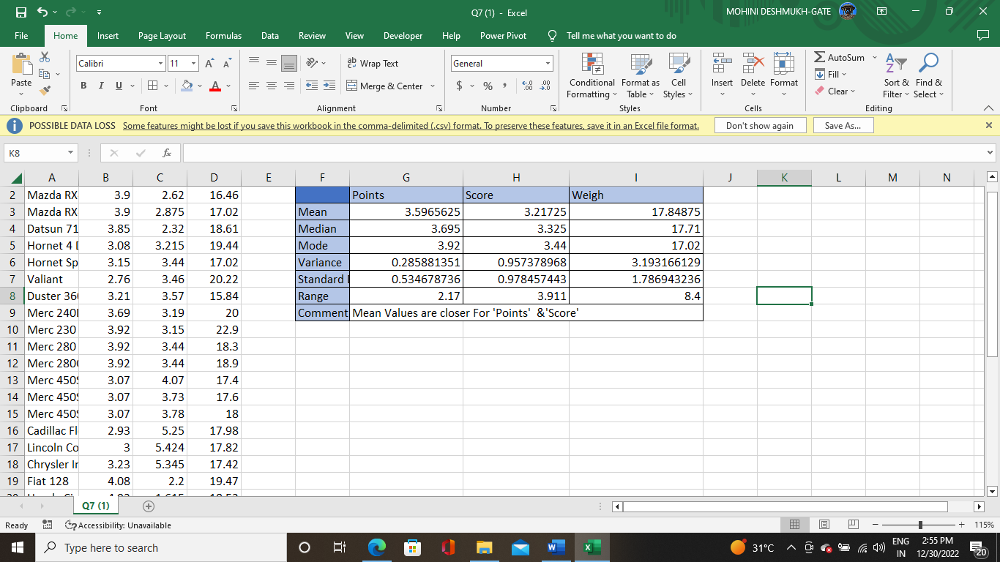 Q7 (1) - Excel
MOHINI DESHMUKH-GATE
File Home Insert Page Layout Formulas Data Review View Developer Help Power Pivot Tell me what you want to do
Paste
Calibri 11
Wrap Text
General
Conditional Formatting
Format as Table
Cell Styles
Insert Delete Format
AutoSum
Fill
Clear
Sort & Filter
Find & Select
B I U
Merge & Center
$ % ,
Clipboard Font Alignment Number Styles Cells Editing
POSSIBLE DATA LOSS Some features might be lost if you save this workbook in the comma-delimited (.csv) format. To preserve these features, save it in an Excel file format. Don't show again Save As...
K8 fx
A B C D E F G H I J K L M N
2 Mazda RX 3.9 2.62 16.46 Points Score Weigh
3 Mazda RX 3.9 2.875 17.02 Mean 3.5965625 3.21725 17.84875
4 Datsun 71 3.85 2.32 18.61 Median 3.695 3.325 17.71
5 Hornet 4 3.08 3.215 19.44 Mode 3.92 3.44 17.02
6 Hornet Sp 3.15 3.44 17.02 Variance 0.285881351 0.957378968 3.193166129
7 Valiant 2.76 3.46 20.22 Standard 0.534678736 0.978457443 1.786943236
8 Duster 36 3.21 3.57 15.84 Range 2.17 3.911 8.4
9 Merc 240 3.69 3.19 20 Comment Mean Values are closer For 'Points' &'Score'
10 Merc 230 3.92 3.15 22.9
11 Merc 280 3.92 3.44 18.3
12 Merc 280 3.92 3.44 18.9
13 Merc 450 3.07 4.07 17.4
14 Merc 450 3.07 3.73 17.6
15 Merc 450 3.07 3.78 18
16 Cadillac Fl 2.93 5.25 17.98
17 Lincoln Co 3 5.424 17.82
18 Chrysler Ir 3.23 5.345 17.42
19 Fiat 128 4.08 2.2 19.47
Q7 (1)
Ready Accessibility: Unavailable 115%
Type here to search
31°C
ENG
IN
2:55 PM
12/30/2022
20